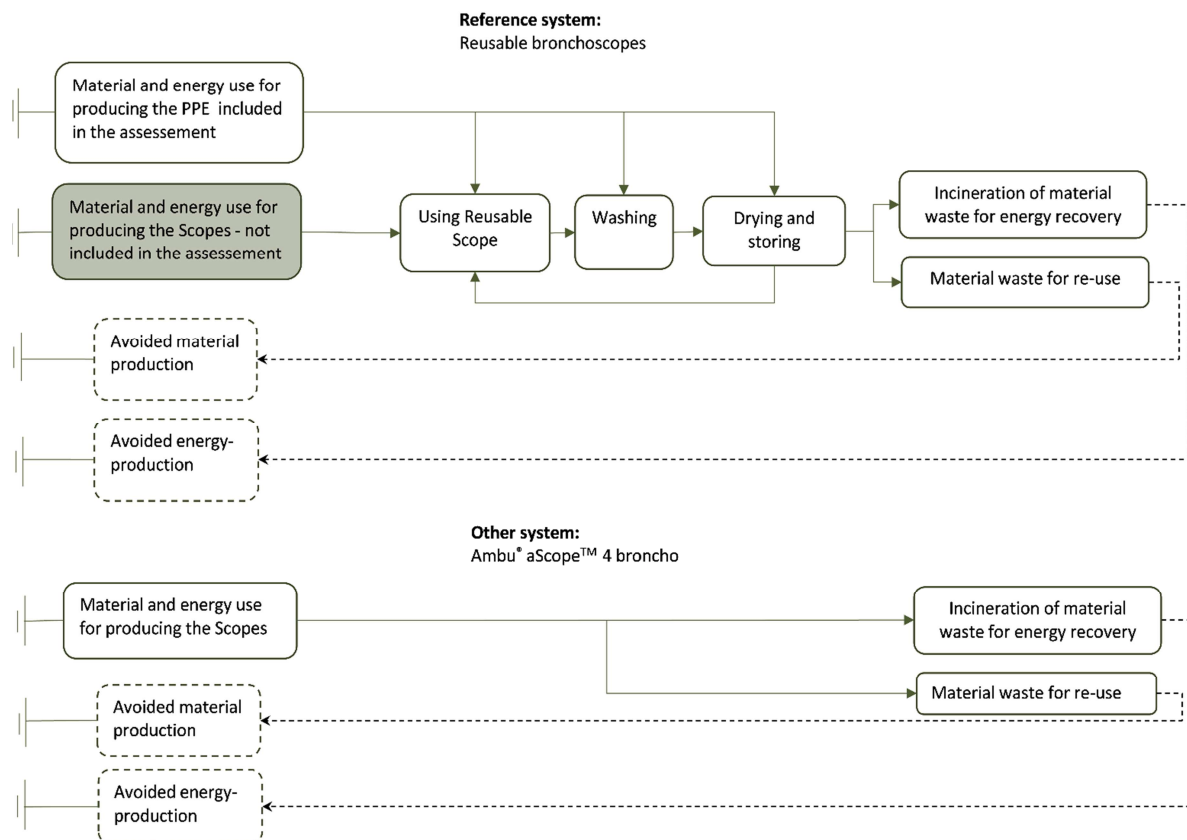 Reference system:
Reusable bronchoscopes
Material and energy use for
producing the PPE included
in the assessement
Material and energy use for
producing the Scopes - not
included in the assessement
Using Reusable
Scope
Washing
Drying and
storing
Incineration of material
waste for energy recovery
Material waste for re-use
Avoided material
production
Avoided energy-
production
Other system:
Ambu® aScope™ 4 broncho
Material and energy use
for producing the Scopes
Incineration of material
waste for energy recovery
Material waste for re-use
Avoided material
production
Avoided energy-
production